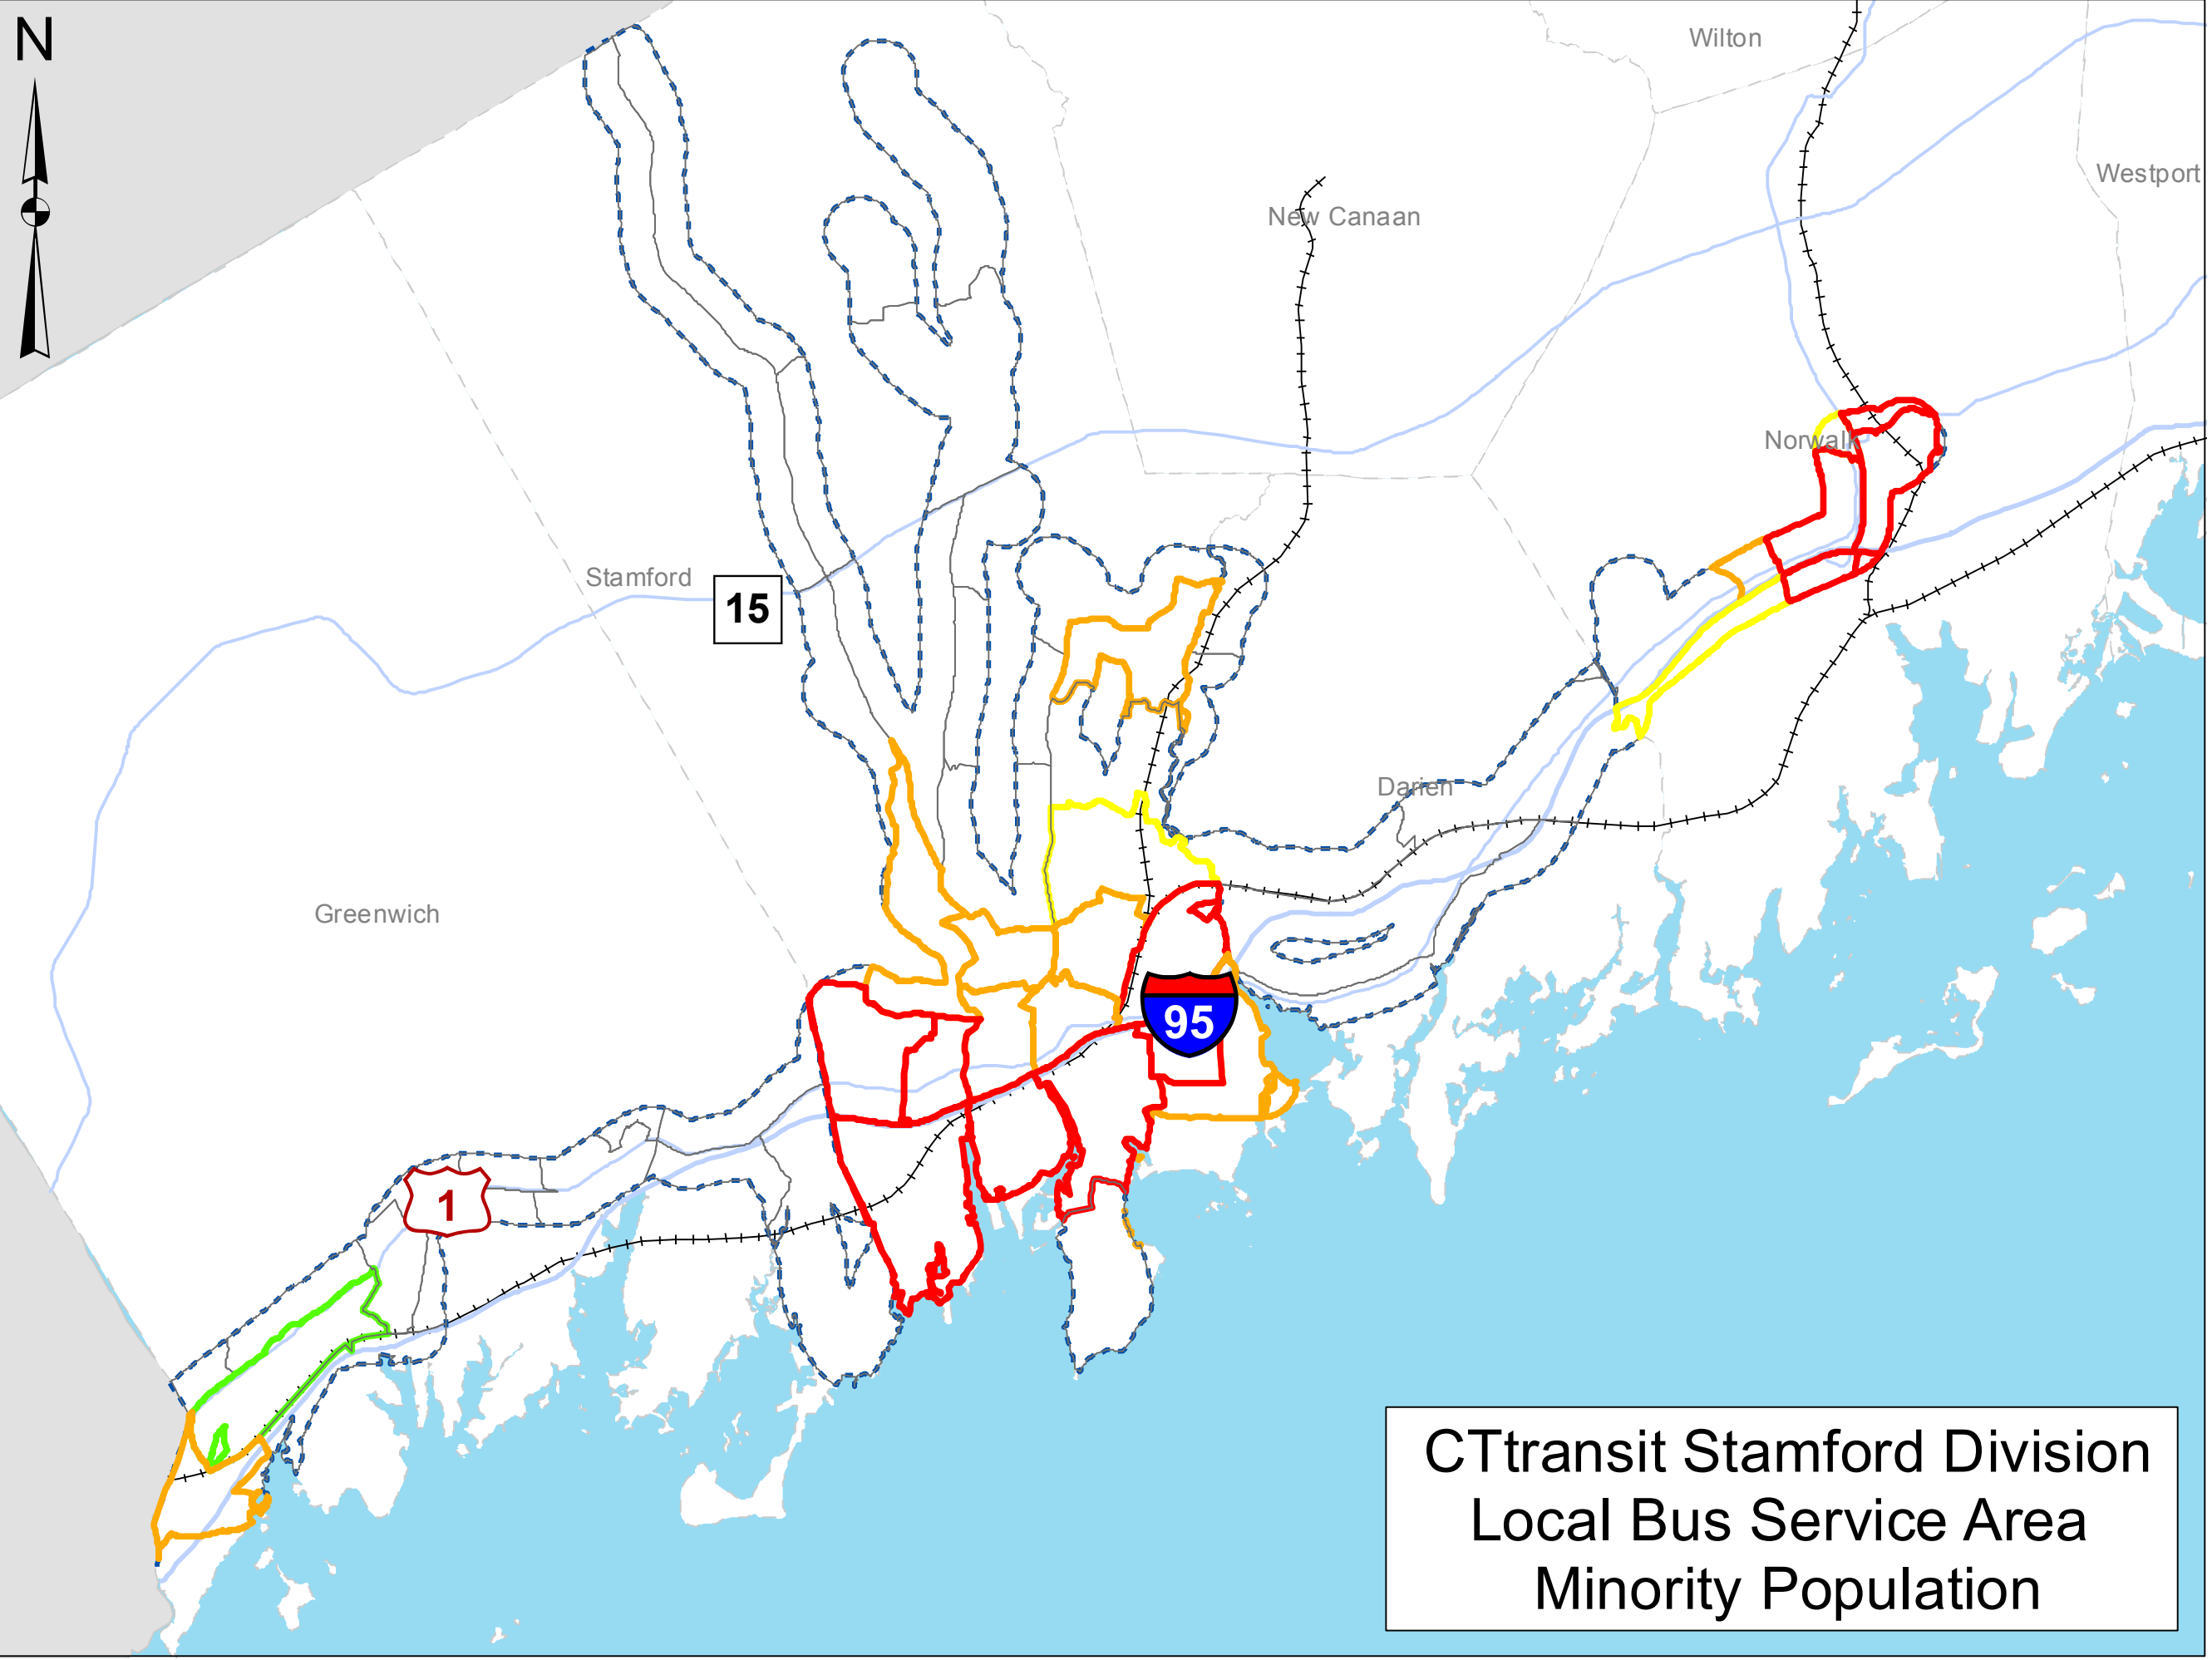 N
Wilton
Westport
New Canaan
Norwalk
Stamford
15
Darien
Greenwich
95
1
CTtransit Stamford Division
Local Bus Service Area
Minority Population